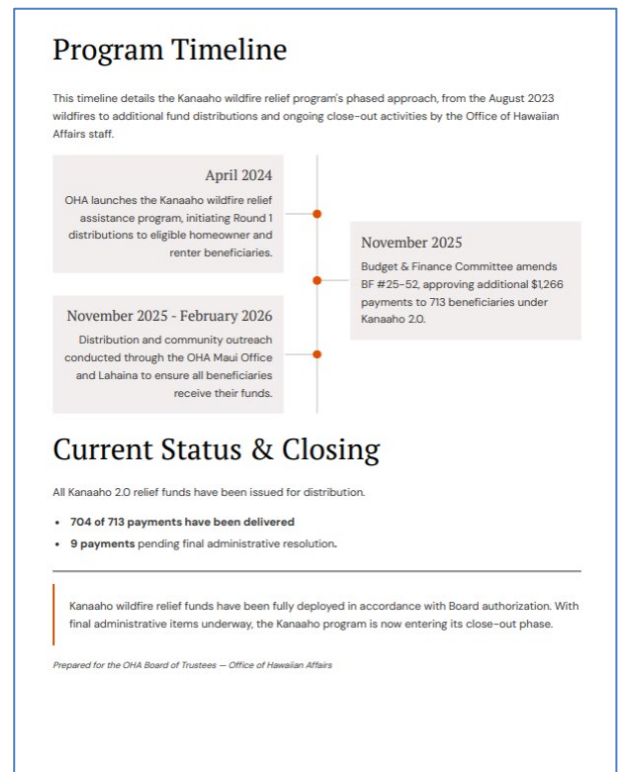 Program Timeline
This timeline details the Kanaaho wildfire relief program's phased approach, from the August 2023
wildfires to additional fund distributions and ongoing close-out activities by the Office of Hawaiian
Affairs staff.
April 2024
OHA launches the Kanaaho wildfire relief
assistance program, initiating Round 1
distributions to eligible homeowner and
renter beneficiaries.
November 2025
Budget & Finance Committee amends
BF #25-52, approving additional $1,266
payments to 713 beneficiaries under
Kanaaho 2.0.
November 2025 - February 2026
Distribution and community outreach
conducted through the OHA Maui Office
and Lahaina to ensure all beneficiaries
receive their funds.
Current Status & Closing
All Kanaaho 2.0 relief funds have been issued for distribution.
• 704 of 713 payments have been delivered
• 9 payments pending final administrative resolution.
Kanaaho wildfire relief funds have been fully deployed in accordance with Board authorization. With
final administrative items underway, the Kanaaho program is now entering its close-out phase.
Prepared for the OHA Board of Trustees — Office of Hawaiian Affairs